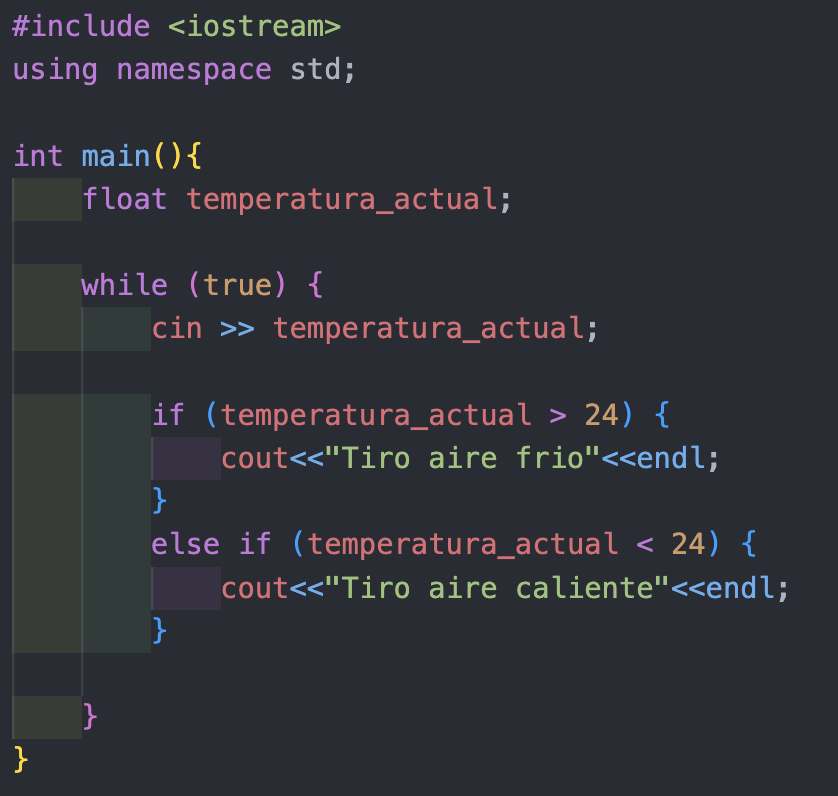 #include <iostream>
using namespace std;
int main(){
float temperatura_actual;
while (true) {
cin >> temperatura_actual;
if (temperatura_actual > 24) {
cout<<"Tiro aire frio"<<endl;
}
else if (temperatura_actual < 24) {
cout<<"Tiro aire caliente"<<endl;
}
}
}